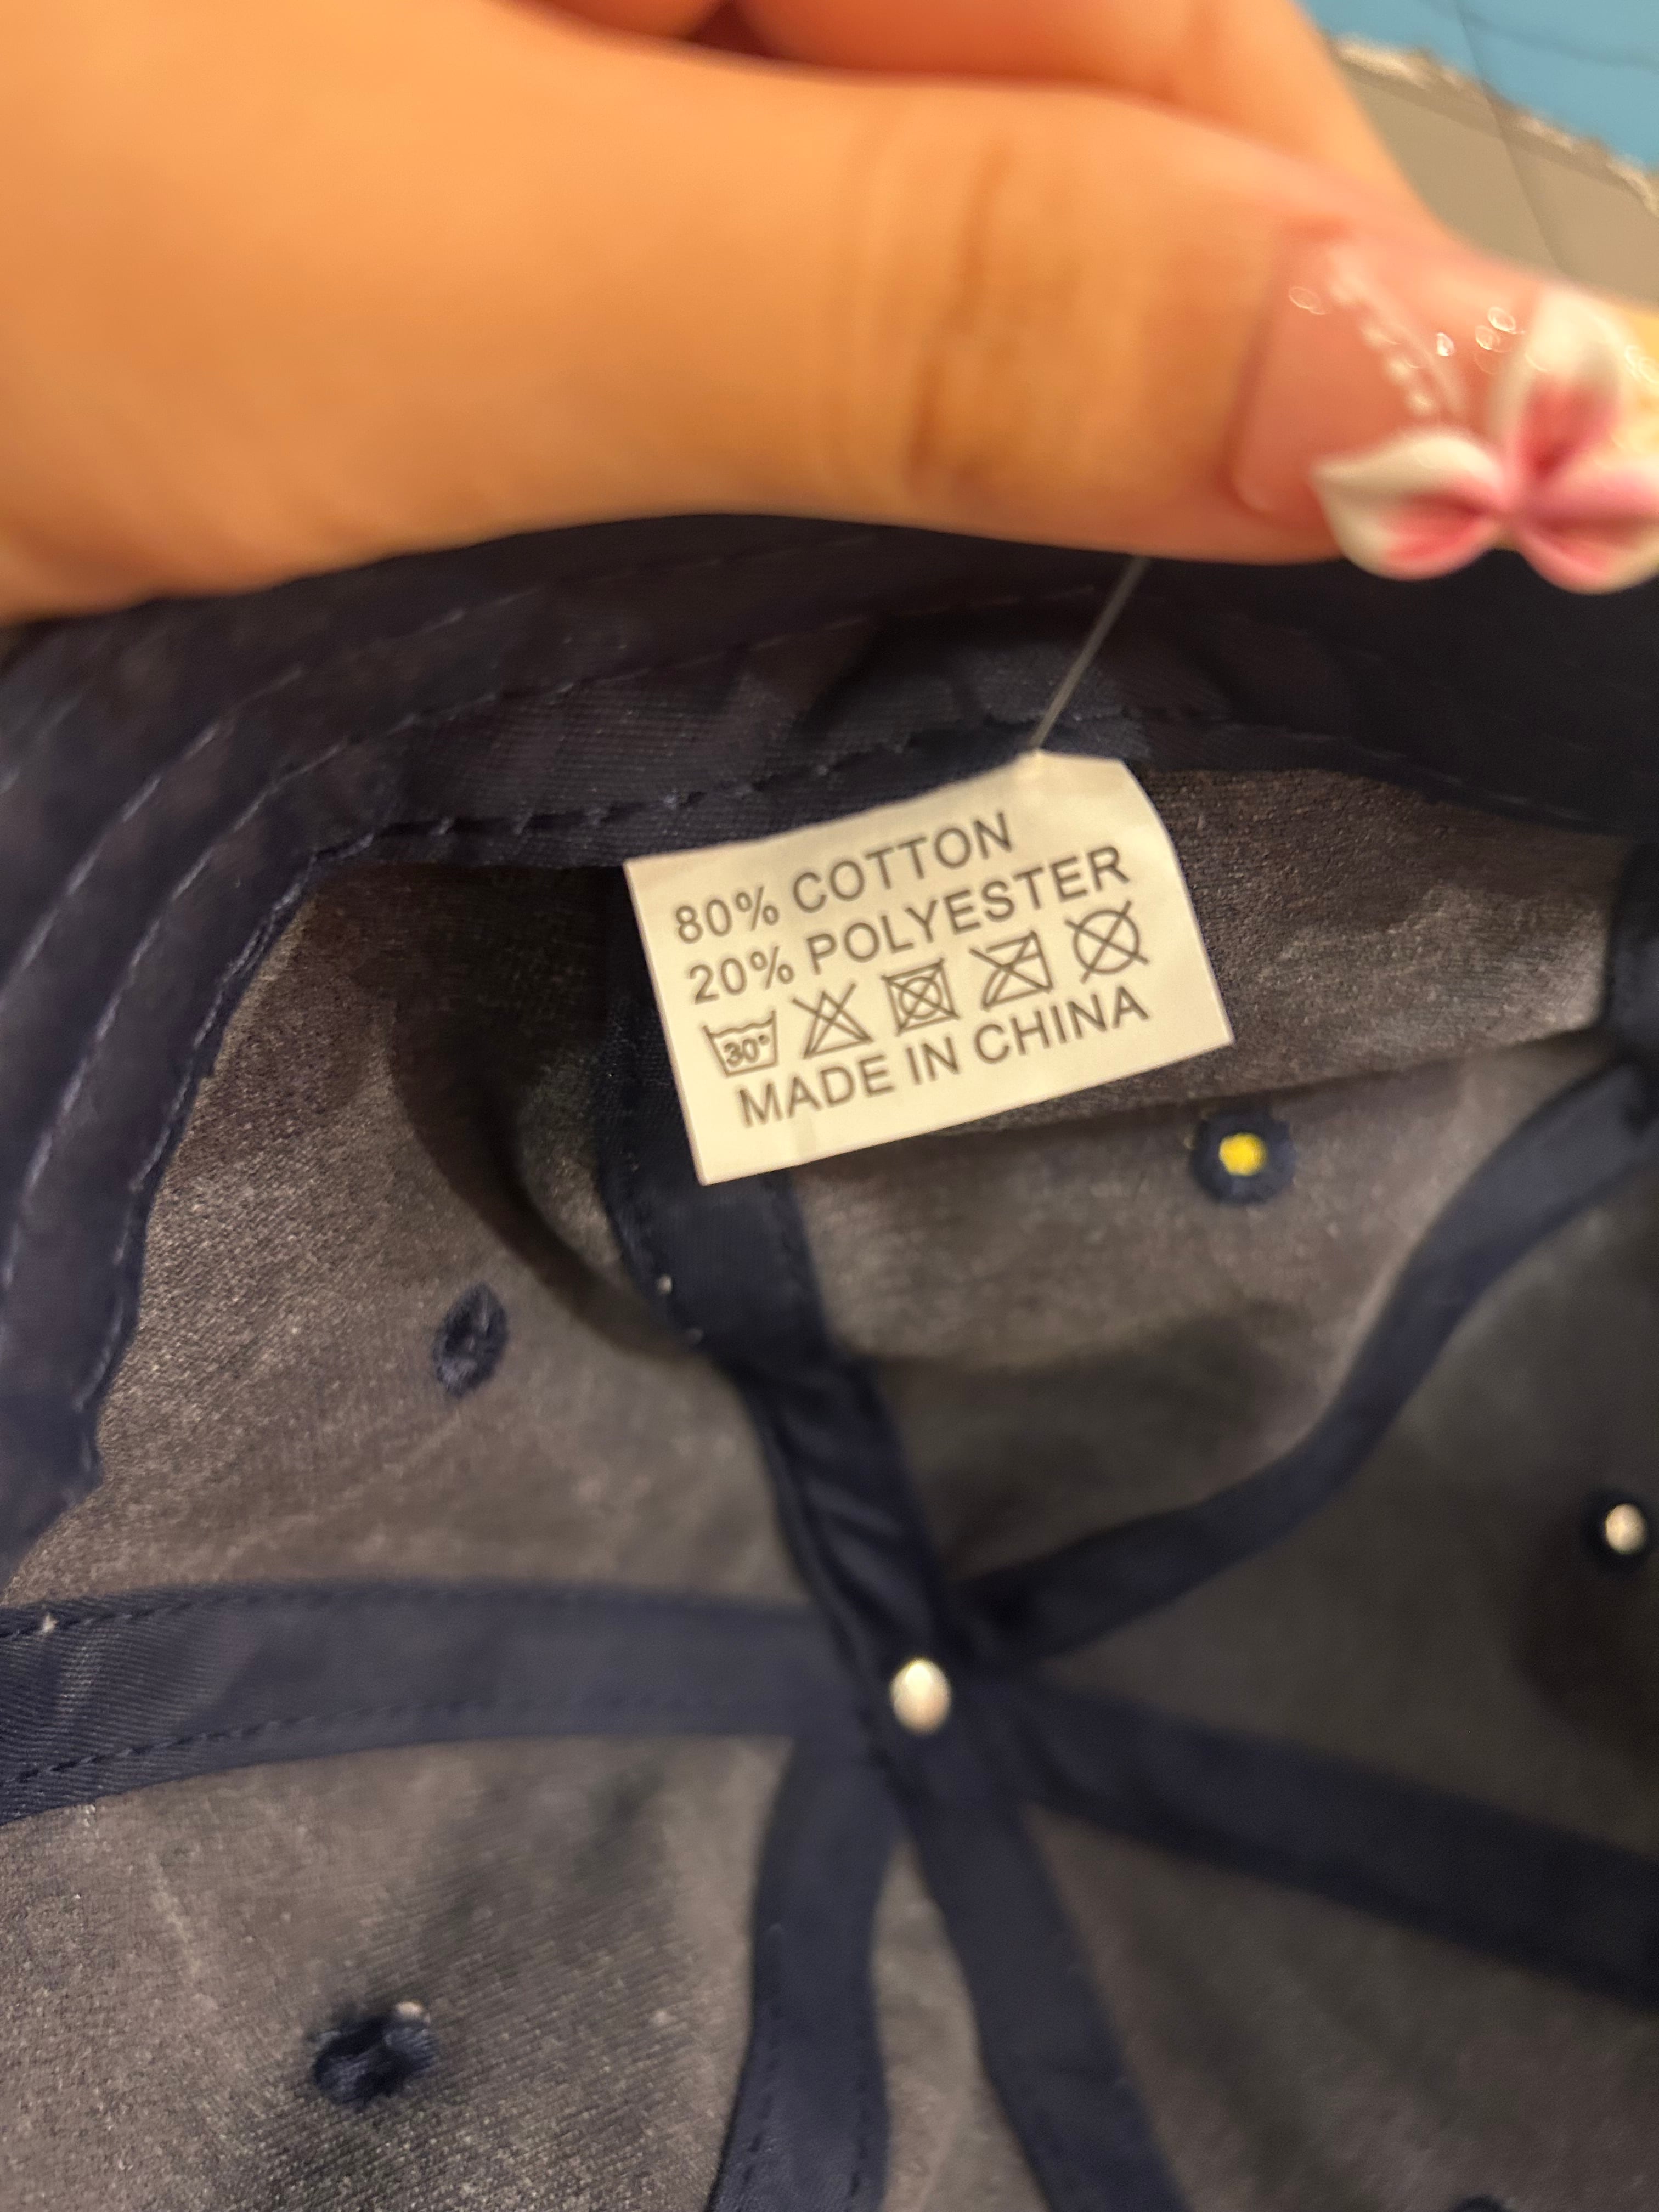 80% COTTON
20% POLYESTER
30°
MADE IN CHINA